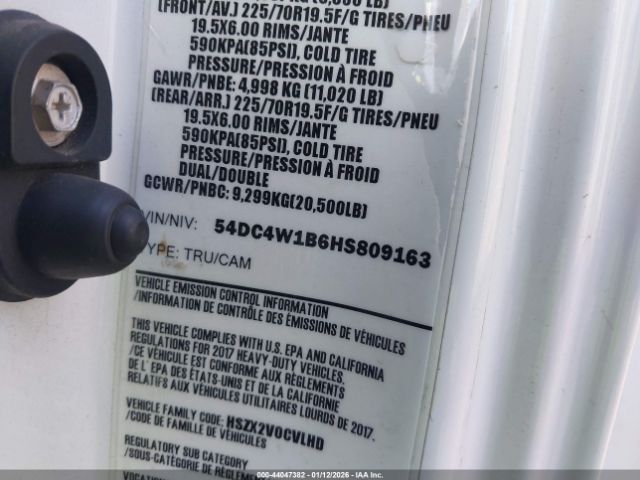 (FRONT/AV.) 225/70R19.5F/G TIRES/PNEU
19.5X6.00 RIMS/JANTE
590KPA(85PSI), COLD TIRE
PRESSURE/PRESSION À FROID
GAWR/PNBE: 4,998 KG (11,020 LB)
(REAR/ARR.) 225/70R19.5F/G TIRES/PNEU
19.5X6.00 RIMS/JANTE
590KPA(85PSI), COLD TIRE
PRESSURE/PRESSION À FROID
DUAL/DOUBLE
GCWR/PNBC: 9,299KG(20,500LB)
VIN/NIV: 54DC4W1B6HS809163
TYPE: TRU/CAM
VEHICLE EMISSION CONTROL INFORMATION
/INFORMATION DE CONTRÔLE DES ÉMISSIONS DE VÉHICULES
THIS VEHICLE COMPLIES WITH U.S. EPA AND CALIFORNIA
REGULATIONS FOR 2017 HEAVY-DUTY VEHICLES.
/CE VÉHICULE EST CONFORME AUX RÈGLEMENTS
DE L' EPA DES ÉTATS-UNIS ET DE LA CALIFORNIE
RELATIFS AUX VÉHICULES UTILITAIRES LOURDS DE 2017.
VEHICLE FAMILY CODE: HSZX2VOCVLHD
/CODE DE FAMILLE DE VÉHICULES
REGULATORY SUB CATEGORY
/SOUS-CATÉGORIE DE RÉGLEMEN
000-44047382 - 01/12/2026 - IAA Inc.